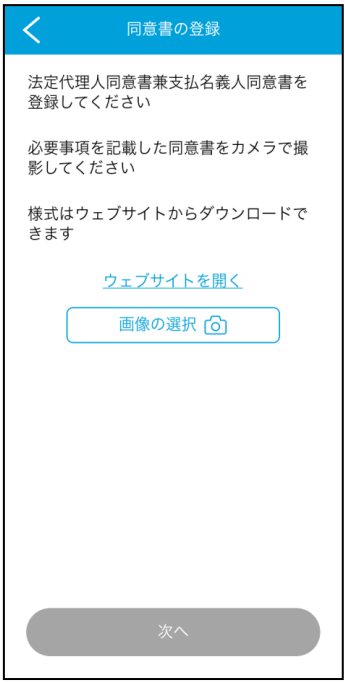 同意書の登録
法定代理人同意書兼支払名義人同意書を
登録してください
必要事項を記載した同意書をカメラで撮
影してください
様式はウェブサイトからダウンロードで
きます
ウェブサイトを開く
画像の選択
次へ